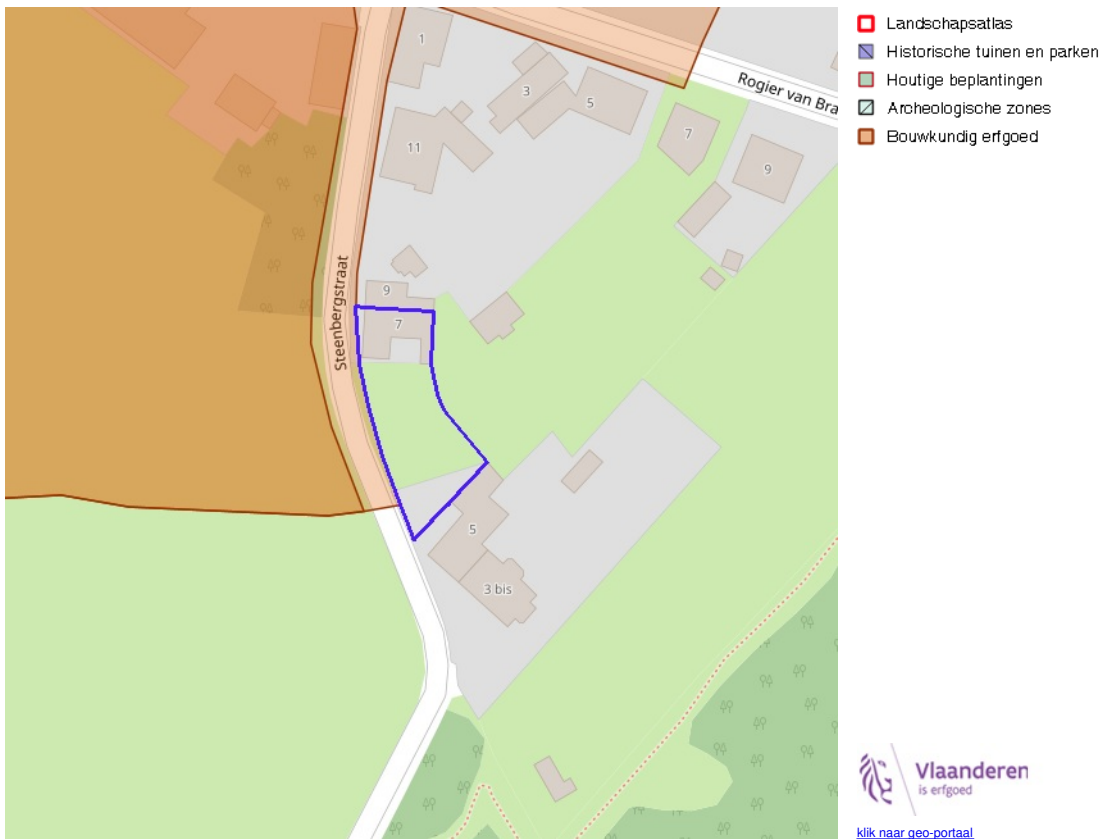 1
3
5
Rogier van Bra
7
11
9
Steenbergstraat
9
7
5
3 bis
Landschapsatlas
Historische tuinen en parken
Houtige beplantingen
Archeologische zones
Bouwkundig erfgoed
Vlaanderen
is erfgoed
klik naar geo-portaal